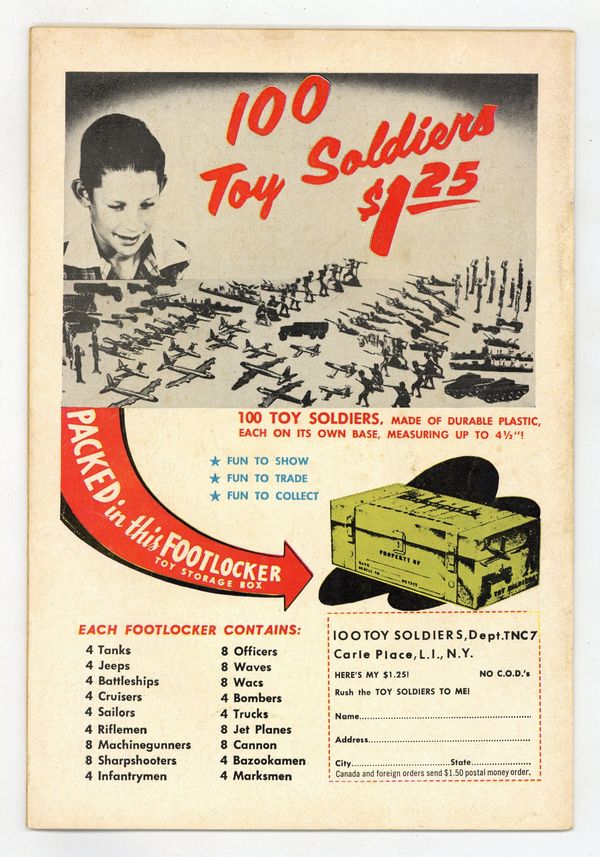 100
Toy Soldiers
$1.25
100 TOY SOLDIERS, MADE OF DURABLE PLASTIC,
EACH ON ITS OWN BASE, MEASURING UP TO 4½"!
★ FUN TO SHOW
★ FUN TO TRADE
★ FUN TO COLLECT
PACKED in this FOOTLOCKER
TOY STORAGE BOX
PROPERTY OF
TOY SOLDIERS
EACH FOOTLOCKER CONTAINS:
4 Tanks
4 Jeeps
4 Battleships
4 Cruisers
4 Sailors
4 Riflemen
8 Machinegunners
8 Sharpshooters
4 Infantrymen
8 Officers
8 Waves
8 Wacs
4 Bombers
4 Trucks
8 Jet Planes
8 Cannon
4 Bazookamen
4 Marksmen
100 TOY SOLDIERS, Dept. TNC7
Carle Place, L.I., N.Y.
HERE'S MY $1.25! NO C.O.D.'s
Rush the TOY SOLDIERS TO ME!
Name
Address
City State
Canada and foreign orders send $1.50 postal money order.